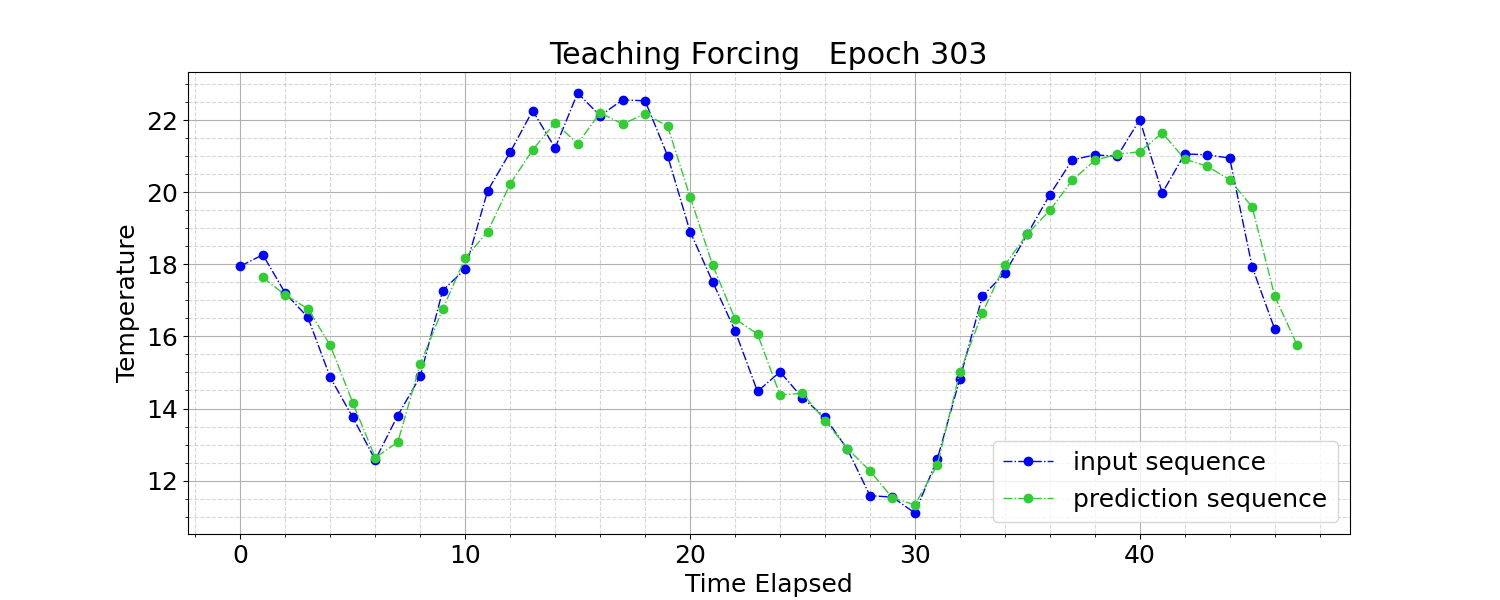 Teaching Forcing   Epoch 303
Temperature
22
20
18
16
14
12
0 10 20 30 40
Time Elapsed
input sequence
prediction sequence